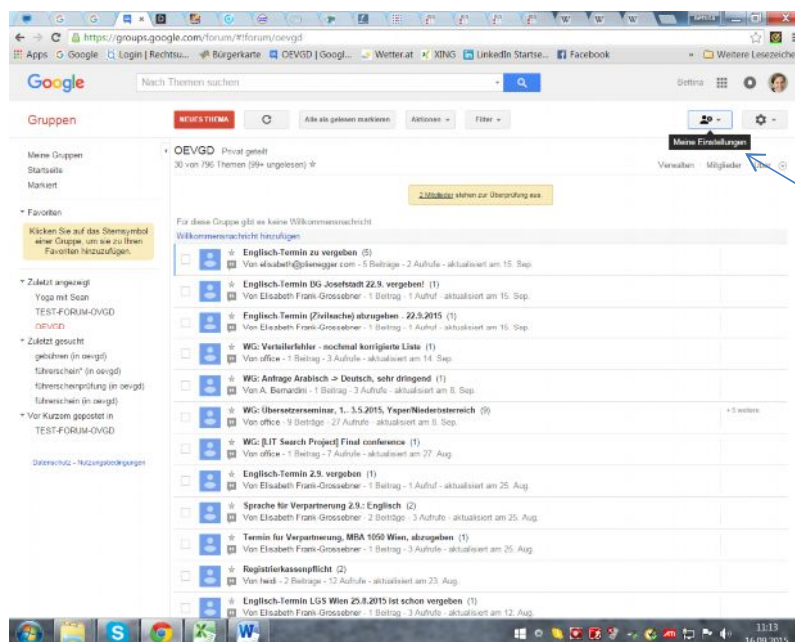 Bettina
https://groups.google.com/forum/#!forum/oevgd
Apps Google Login | Rechtsu... Bürgerkarte OEVGD | Googl... Wetter.at XING LinkedIn Startse... Facebook » Weitere Lesezeiche
Google Nach Themen suchen Bettina
Gruppen NEUES THEMA Alle als gelesen markieren Aktionen Filter
Meine Einstellungen
Meine Gruppen
Startseite
Markiert
Favoriten
Klicken Sie auf das Sternsymbol
einer Gruppe, um sie zu Ihren
Favoriten hinzuzufügen.
Zuletzt angezeigt
Yoga mit Sean
TEST-FORUM-OVGD
OEVGD
Zuletzt gesucht
gebühren (in oevgd)
führerschein* (in oevgd)
führerscheinprüfung (in oevgd)
führerschein (in oevgd)
Vor Kurzem gepostet in
TEST-FORUM-OVGD
Datenschutz - Nutzungsbedingungen
OEVGD Privat geteilt
30 von 796 Themen (99+ ungelesen)
Verwalten Mitglieder Über
2 Mitglieder stehen zur Überprüfung aus
Für diese Gruppe gibt es keine Willkommensnachricht
Willkommensnachricht hinzufügen
Englisch-Termin zu vergeben (5)
Von elisabeth@plienegger.com - 5 Beiträge - 2 Aufrufe - aktualisiert am 15. Sep.
Englisch-Termin BG Josefstadt 22.9. vergeben! (1)
Von Elisabeth Frank-Grossebner - 1 Beitrag - 1 Aufruf - aktualisiert am 15. Sep.
Englisch-Termin (Zivilsache) abzugeben - 22.9.2015 (1)
Von Elisabeth Frank-Grossebner - 1 Beitrag - 1 Aufrufe - aktualisiert am 15. Sep.
WG: Verteilerfehler - nochmal korrigierte Liste (1)
Von office - 1 Beitrag - 3 Aufrufe - aktualisiert am 14. Sep.
WG: Anfrage Arabisch -> Deutsch, sehr dringend (1)
Von A. Bernardini - 1 Beitrag - 3 Aufrufe - aktualisiert am 8. Sep.
WG: Übersetzerseminar, 1.. 3.5.2015, Ysper/Niederösterreich (9)
Von office - 9 Beiträge - 27 Aufrufe - aktualisiert am 8. Sep.
+ 5 weitere
WG: [LIT Search Project] Final conference (1)
Von office - 1 Beitrag - 7 Aufrufe - aktualisiert am 27. Aug.
Englisch-Termin 2.9. vergeben (1)
Von Elisabeth Frank-Grossebner - 1 Beitrag - 1 Aufruf - aktualisiert am 25. Aug.
Sprache für Verpartnerung 2.9.: Englisch (2)
Von Elisabeth Frank-Grossebner - 2 Beiträge - 3 Aufrufe - aktualisiert am 25. Aug.
Termin für Verpartnerung, MBA 1050 Wien, abzugeben (1)
Von Elisabeth Frank-Grossebner - 1 Beitrag - 3 Aufrufe - aktualisiert am 25. Aug.
Registrierkassenpflicht (2)
Von heidi - 2 Beiträge - 12 Aufrufe - aktualisiert am 23. Aug.
Englisch-Termin LGS Wien 25.8.2015 ist schon vergeben (1)
Von Elisabeth Frank-Grossebner - 1 Beitrag - 3 Aufrufe - aktualisiert am 12. Aug.
11:13
16.09.2015